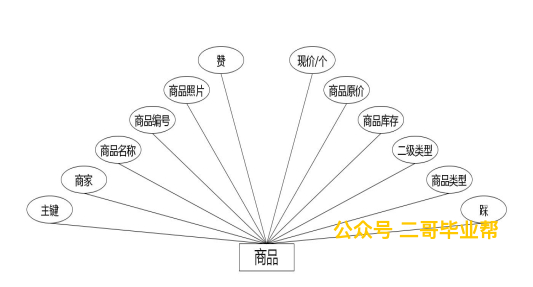 赞
现价/个
商品照片
商品原价
商品编号
商品库存
商品名称
二级类型
商家
商品类型
主键
踩
公众号 二哥毕业帮
商品